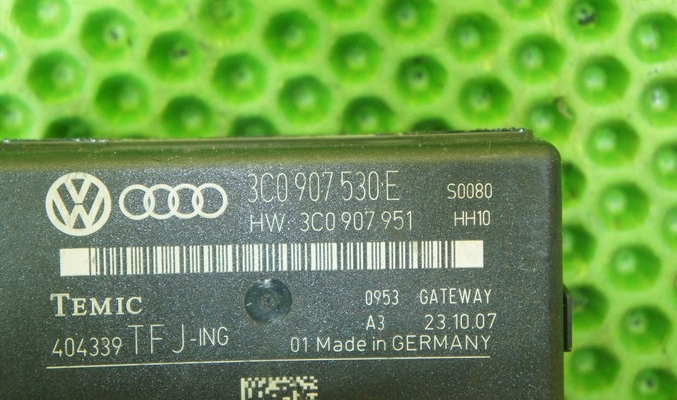 3C0 907 530 E S0080
HW: 3C0 907 951 HH10
TEMIC 0953 GATEWAY
A3 23.10.07
404339 TFJ-ING 01 Made in GERMANY